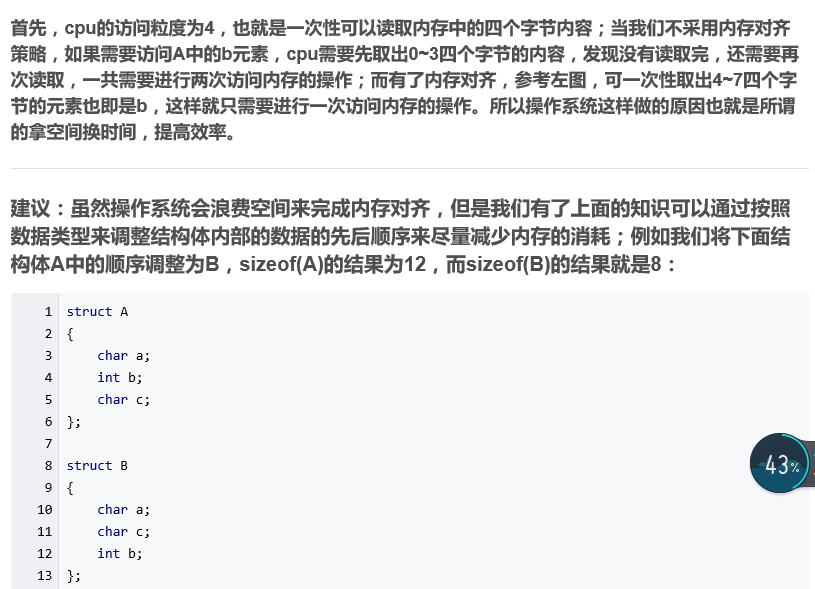 首先，cpu的访问粒度为4，也就是一次性可以读取内存中的四个字节内容；当我们不采用内存对齐
策略，如果需要访问A中的b元素，cpu需要先取出0~3四个字节的内容，发现没有读取完，还需要再
次读取，一共需要进行两次访问内存的操作；而有了内存对齐，参考左图，可一次性取出4~7四个字
节的元素也即是b，这样就只需要进行一次访问内存的操作。所以操作系统这样做的原因也就是所谓
的拿空间换时间，提高效率。
建议：虽然操作系统会浪费空间来完成内存对齐，但是我们有了上面的知识可以通过按照
数据类型来调整结构体内部的数据的先后顺序来尽量减少内存的消耗；例如我们将下面结
构体A中的顺序调整为B，sizeof(A)的结果为12，而sizeof(B)的结果就是8：
1 struct A
2 {
3     char a;
4     int b;
5     char c;
6 };
7
8 struct B
9 {
10     char a;
11     char c;
12     int b;
13 };
43%